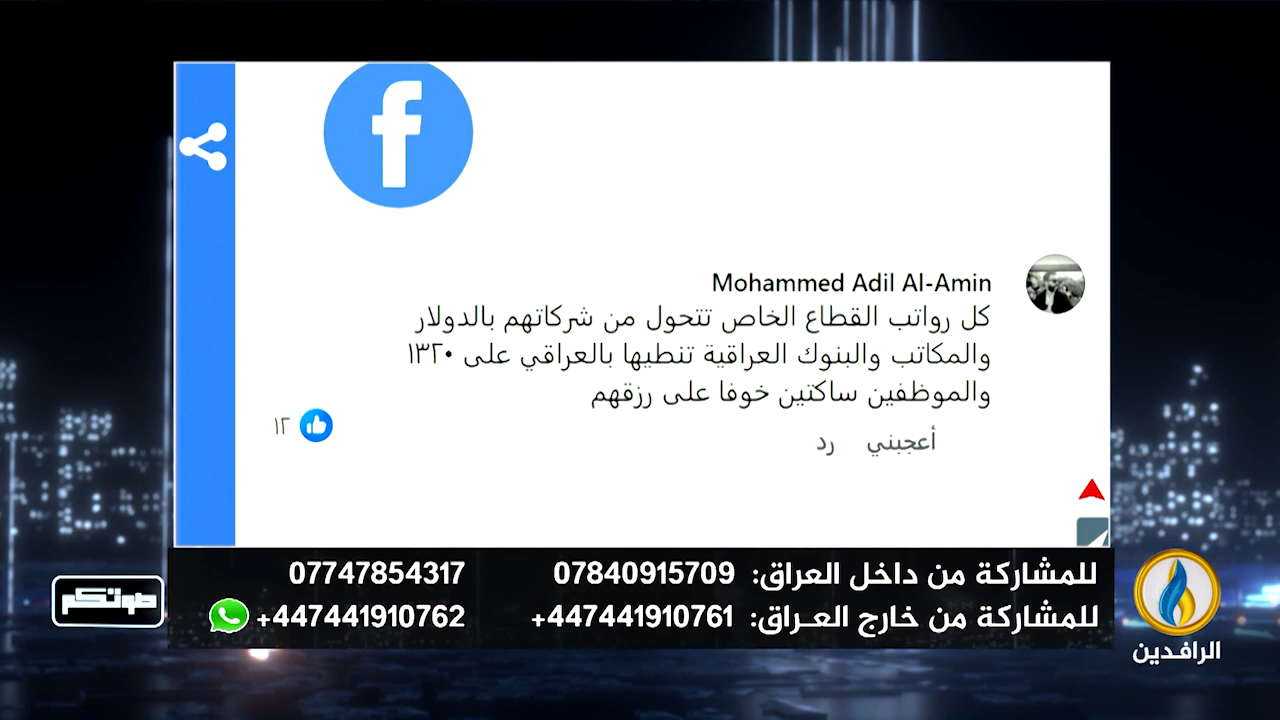 f
Mohammed Adil Al-Amin
كل رواتب القطاع الخاص تتحول من شركاتهم بالدولار
والمكاتب والبنوك العراقية تنطيها بالعراقي على ١٣٢٠
والموظفين ساكتين خوفا على رزقهم
أعجبني رد
١٢
للمشاركة من داخل العراق: 07840915709 07747854317
للمشاركة من خارج العـراق: 447441910761+ 447441910762+
صوتكم
الرافدين